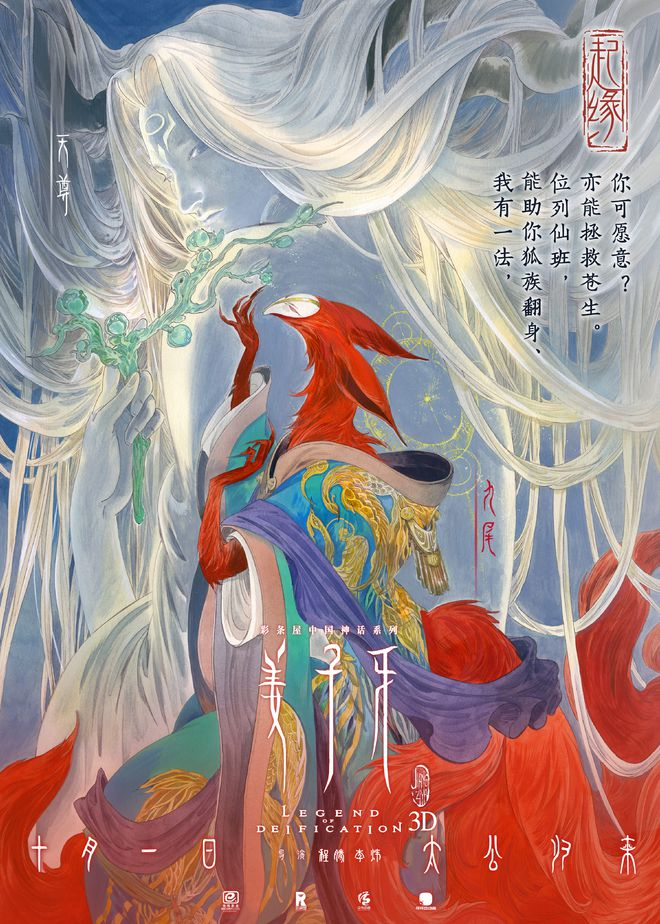 起缘
天尊
我有一法，
能助你狐族翻身、
位列仙班，
亦能拯救苍生。
你可愿意？
九尾
彩条屋中国神话系列
姜子牙
LEGEND
OF
DEIFICATION 3D
十月一日 太公归来
导演 程腾 李炜